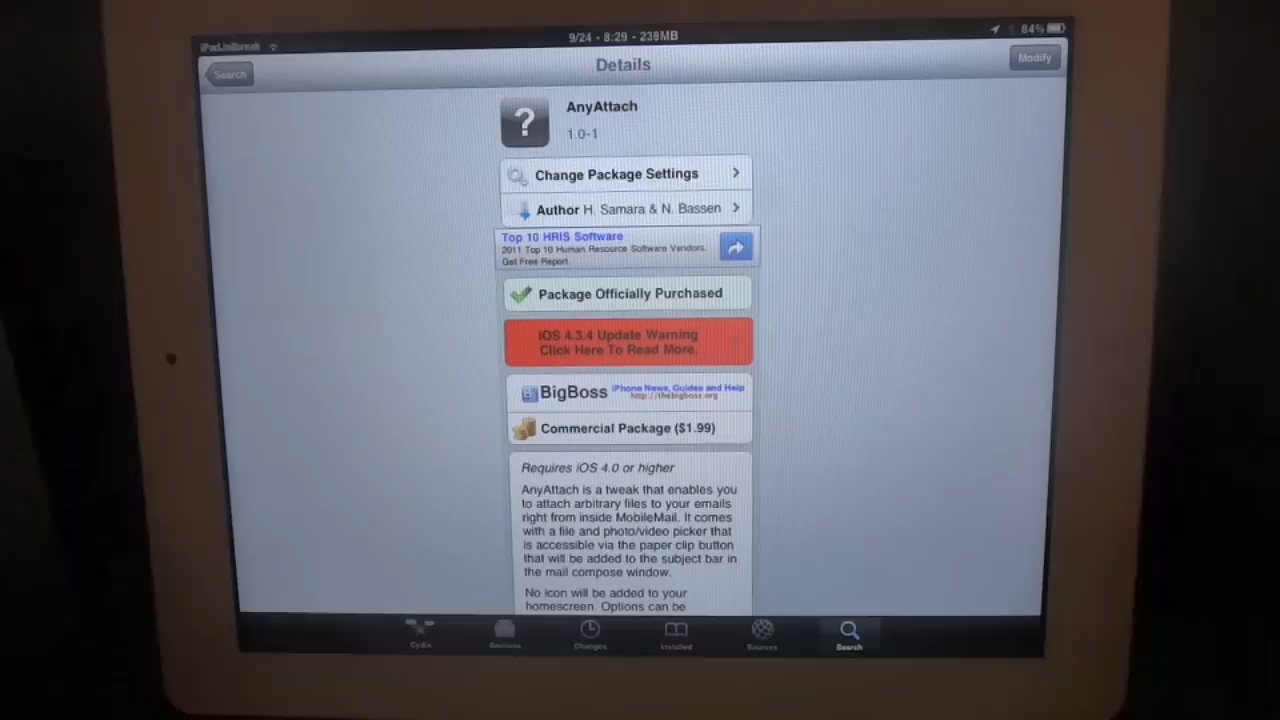 iPadJailbreak
9/24 - 8:29 - 239MB
84%
Search
Details
Modify
?
AnyAttach
1.0-1
Change Package Settings
Author H. Samara & N. Bassen
Top 10 HRIS Software
2011 Top 10 Human Resource Software Vendors.
Get Free Report.
Package Officially Purchased
iOS 4.3.4 Update Warning
Click Here To Read More.
BigBoss iPhone News, Guides and Help
http://thebigboss.org
Commercial Package ($1.99)
Requires iOS 4.0 or higher
AnyAttach is a tweak that enables you
to attach arbitrary files to your emails
right from inside MobileMail. It comes
with a file and photo/video picker that
is accessible via the paper clip button
that will be added to the subject bar in
the mail compose window.
No icon will be added to your
homescreen. Options can be
Cydia
Sections
Changes
Installed
Sources
Search